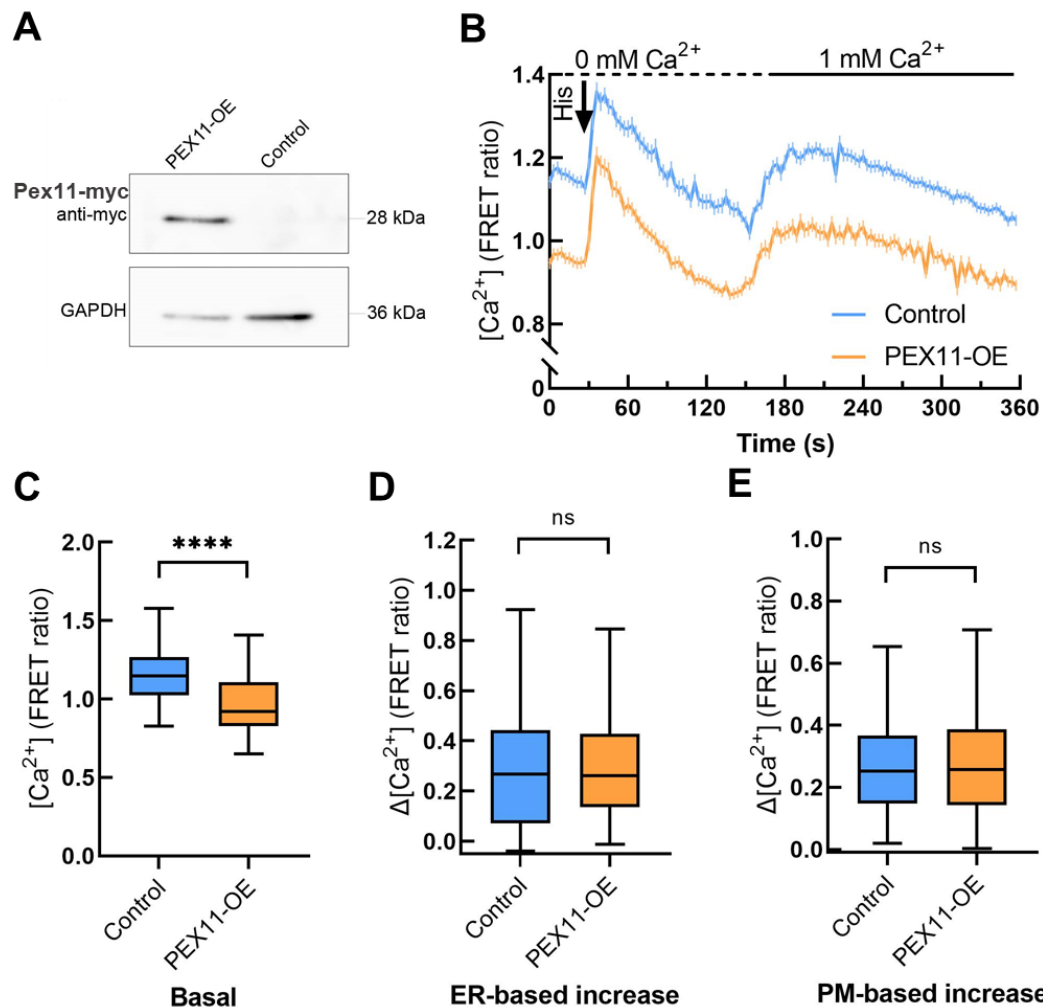 A
PEX11-OE
Control
Pex11-myc
anti-myc
28 kDa
GAPDH
36 kDa
B
0 mM Ca²⁺
1 mM Ca²⁺
His
[Ca²⁺] (FRET ratio)
1.4
1.2
1.0
0.8
0
Control
PEX11-OE
0 60 120 180 240 300 360
Time (s)
C
[Ca²⁺] (FRET ratio)
2.0
1.5
1.0
0.5
0.0
****
Control
PEX11-OE
Basal
D
Δ[Ca²⁺] (FRET ratio)
1.2
1.0
0.8
0.6
0.4
0.2
0.0
ns
Control
PEX11-OE
ER-based increase
E
Δ[Ca²⁺] (FRET ratio)
1.0
0.8
0.6
0.4
0.2
0.0
ns
Control
PEX11-OE
PM-based increase